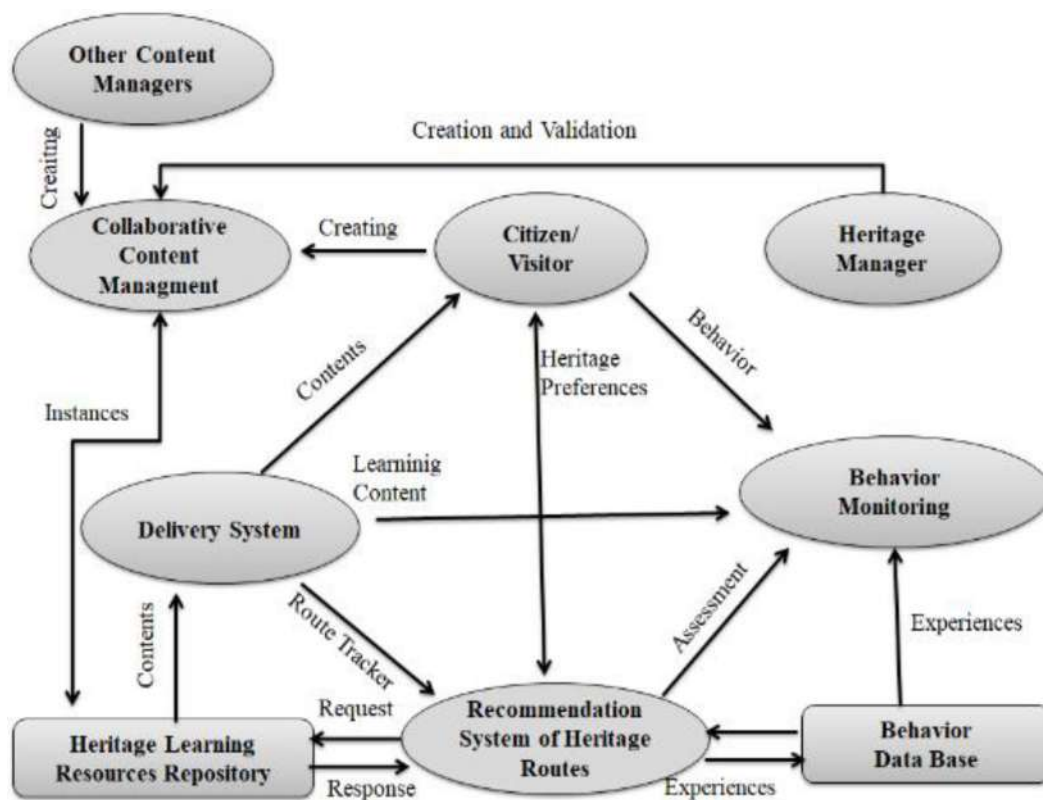 Other Content
Managers
Creaitng
Creation and Validation
Collaborative
Content
Managment
Creating
Citizen/
Visitor
Heritage
Manager
Contents
Heritage
Preferences
Behavior
Instances
Learninig
Content
Behavior
Monitoring
Delivery System
Contents
Route Tracker
Assessment
Experiences
Request
Heritage Learning
Resources Repository
Response
Recommendation
System of Heritage
Routes
Experiences
Behavior
Data Base